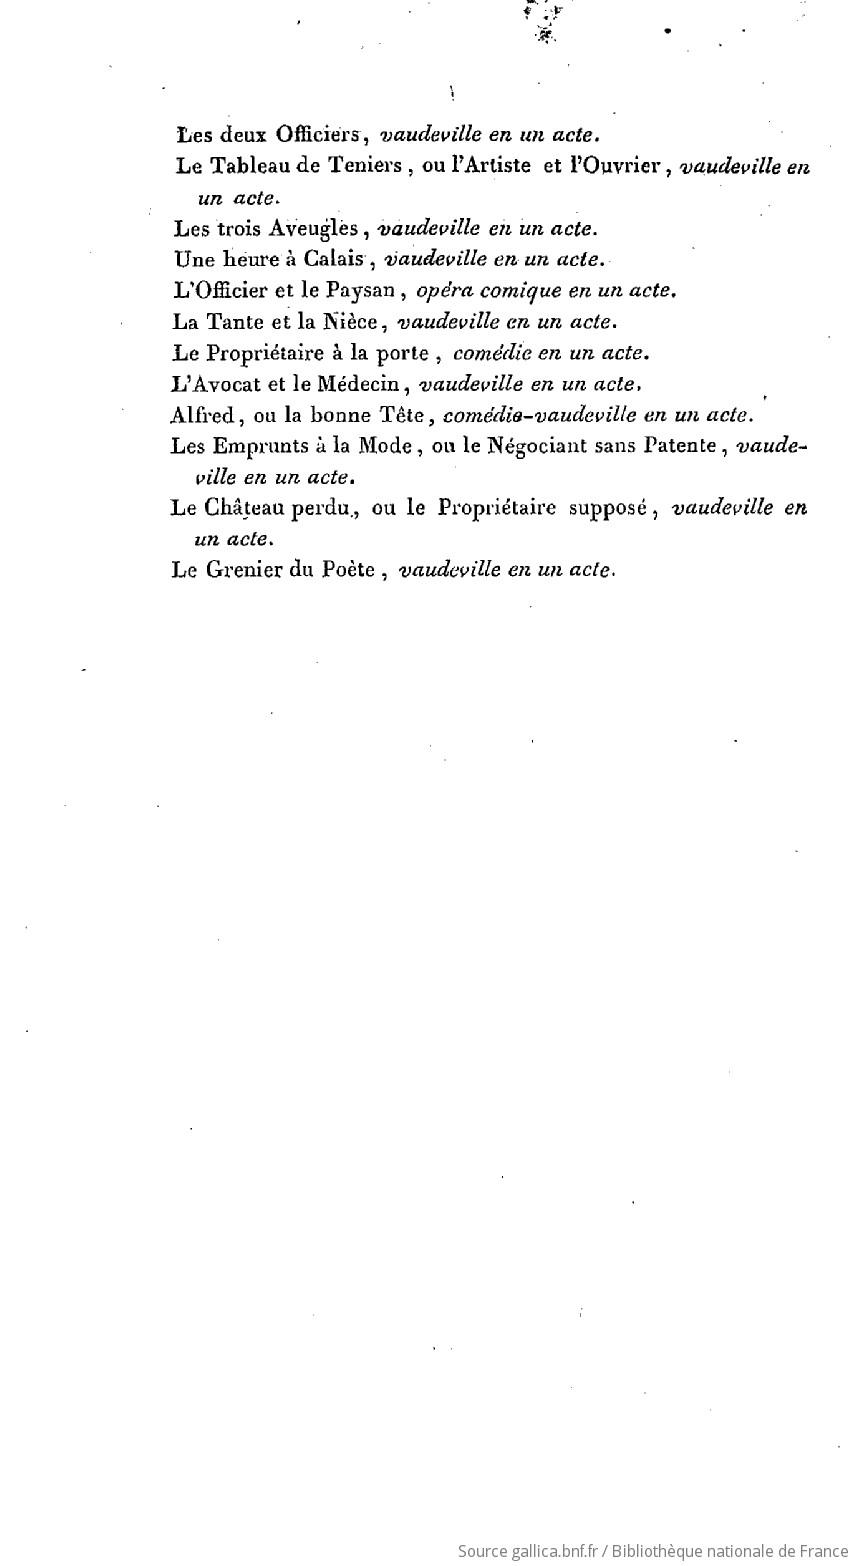 Les deux Officiers, vaudeville en un acte.
Le Tableau de Teniers, ou l'Artiste et l'Ouvrier, vaudeville en
un acte.
Les trois Aveugles, vaudeville en un acte.
Une heure à Calais, vaudeville en un acte.
L'Officier et le Paysan, opéra comique en un acte.
La Tante et la Nièce, vaudeville en un acte.
Le Propriétaire à la porte, comédie en un acte.
L'Avocat et le Médecin, vaudeville en un acte.
Alfred, ou la bonne Tête, comédie-vaudeville en un acte.
Les Emprunts à la Mode, ou le Négociant sans Patente, vaude-
ville en un acte.
Le Château perdu, ou le Propriétaire supposé, vaudeville en
un acte.
Le Grenier du Poète, vaudeville en un acte.
Source gallica.bnf.fr / Bibliothèque nationale de France